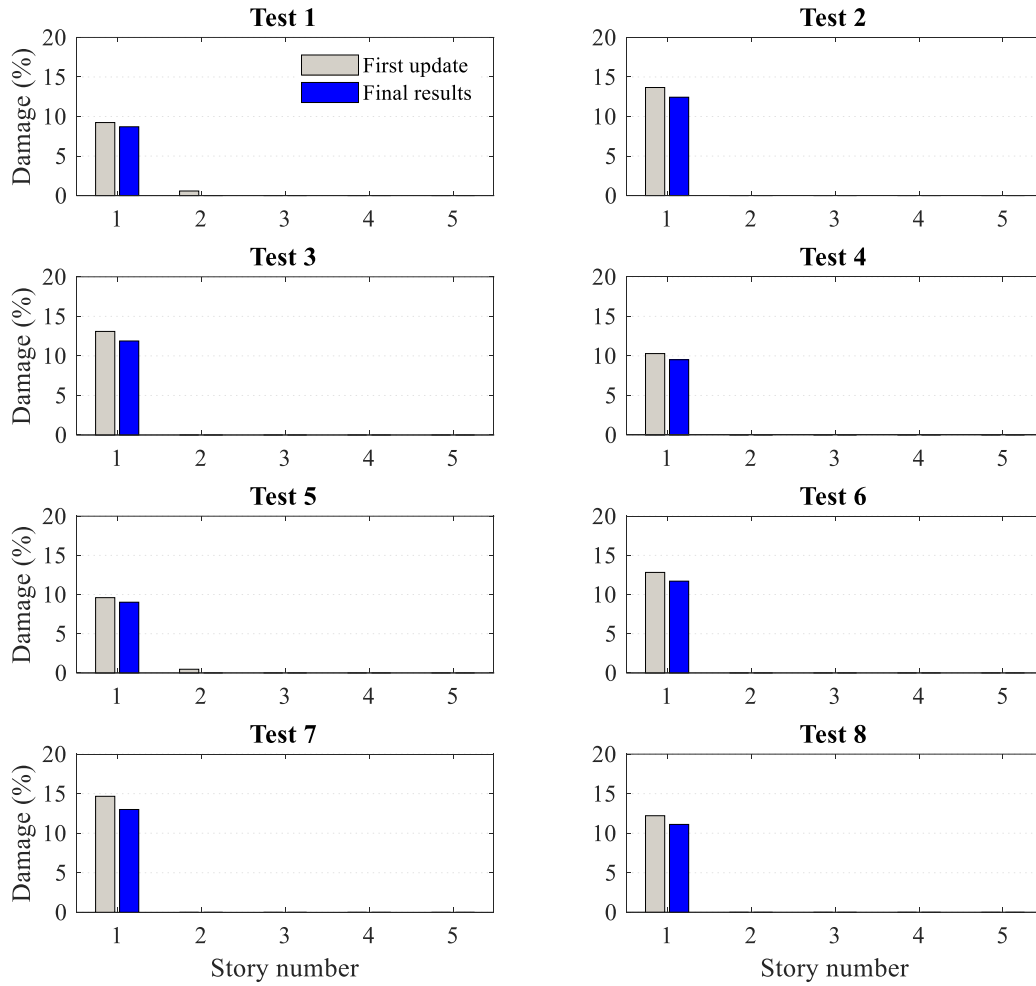 Test 1
Damage (%)
20
15
10
5
0
First update
Final results
1 2 3 4 5
Test 2
20
15
10
5
0
1 2 3 4 5
Test 3
Damage (%)
20
15
10
5
0
1 2 3 4 5
Test 4
20
15
10
5
0
1 2 3 4 5
Test 5
Damage (%)
20
15
10
5
0
1 2 3 4 5
Test 6
20
15
10
5
0
1 2 3 4 5
Test 7
Damage (%)
20
15
10
5
0
1 2 3 4 5
Story number
Test 8
20
15
10
5
0
1 2 3 4 5
Story number